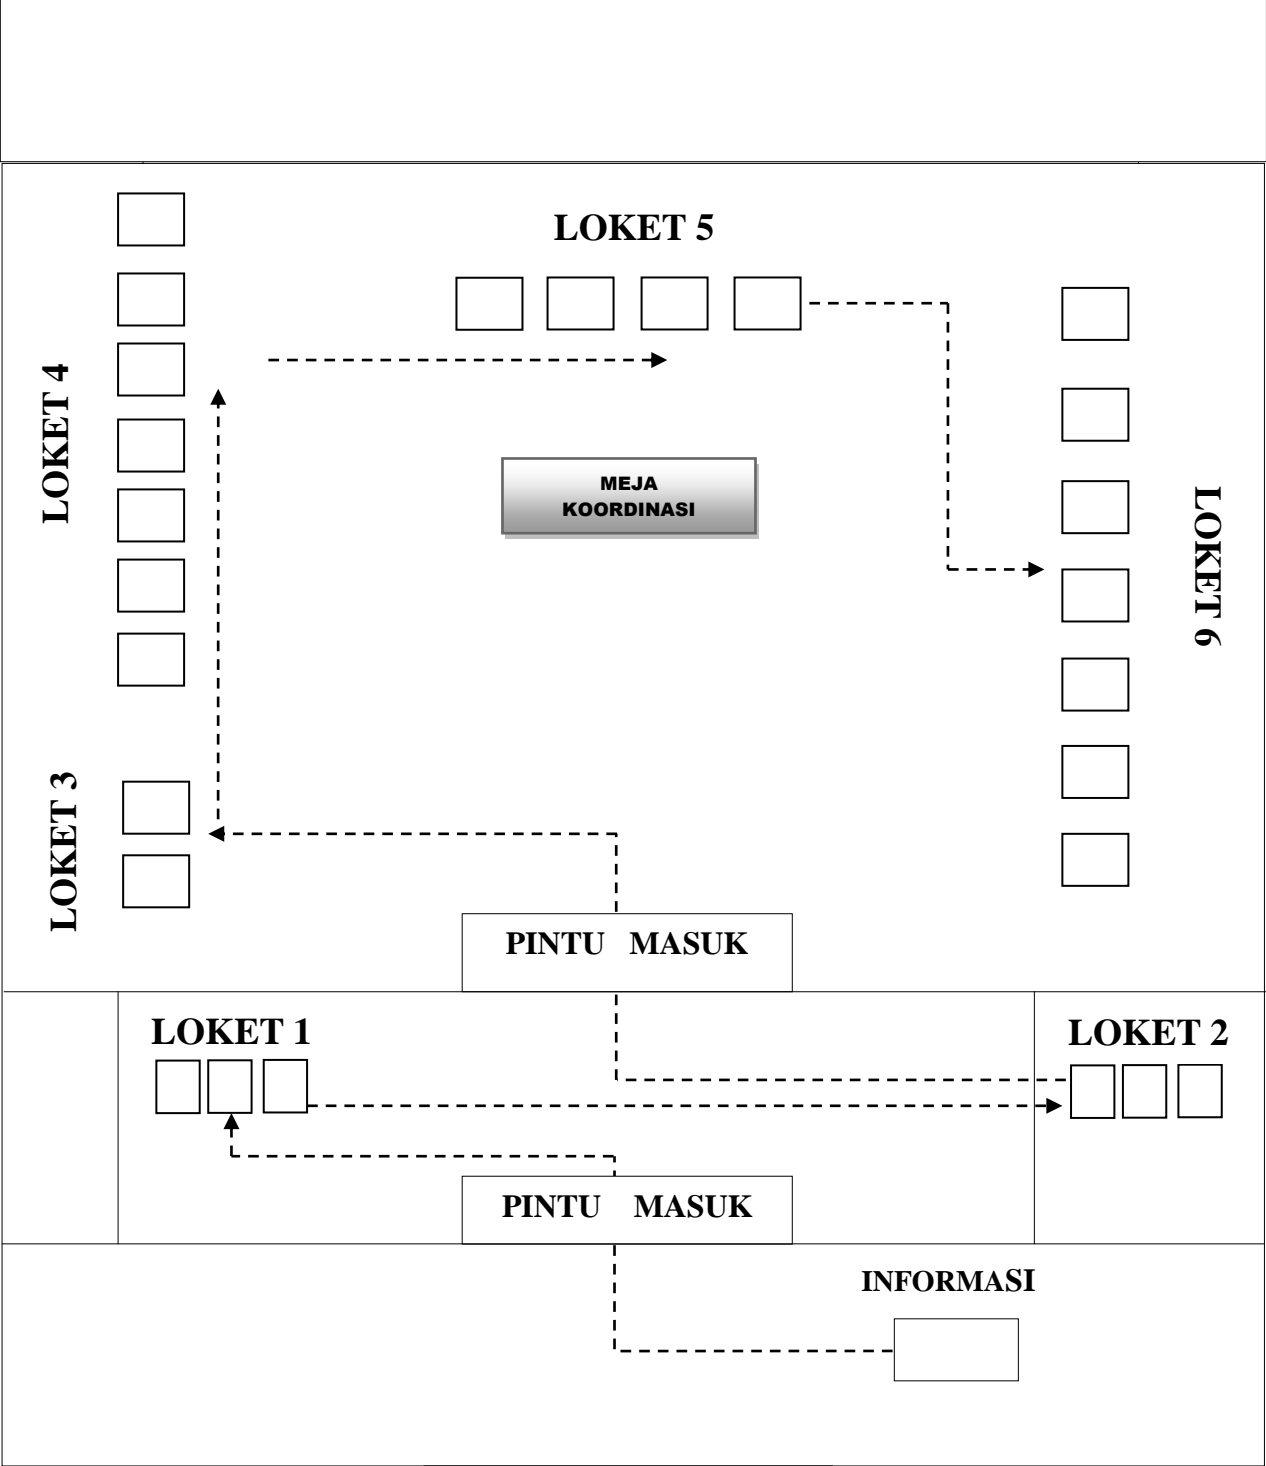 LOKET 5
LOKET 4
MEJA
KOORDINASI
LOKET 6
LOKET 3
PINTU MASUK
LOKET 1
LOKET 2
PINTU MASUK
INFORMASI